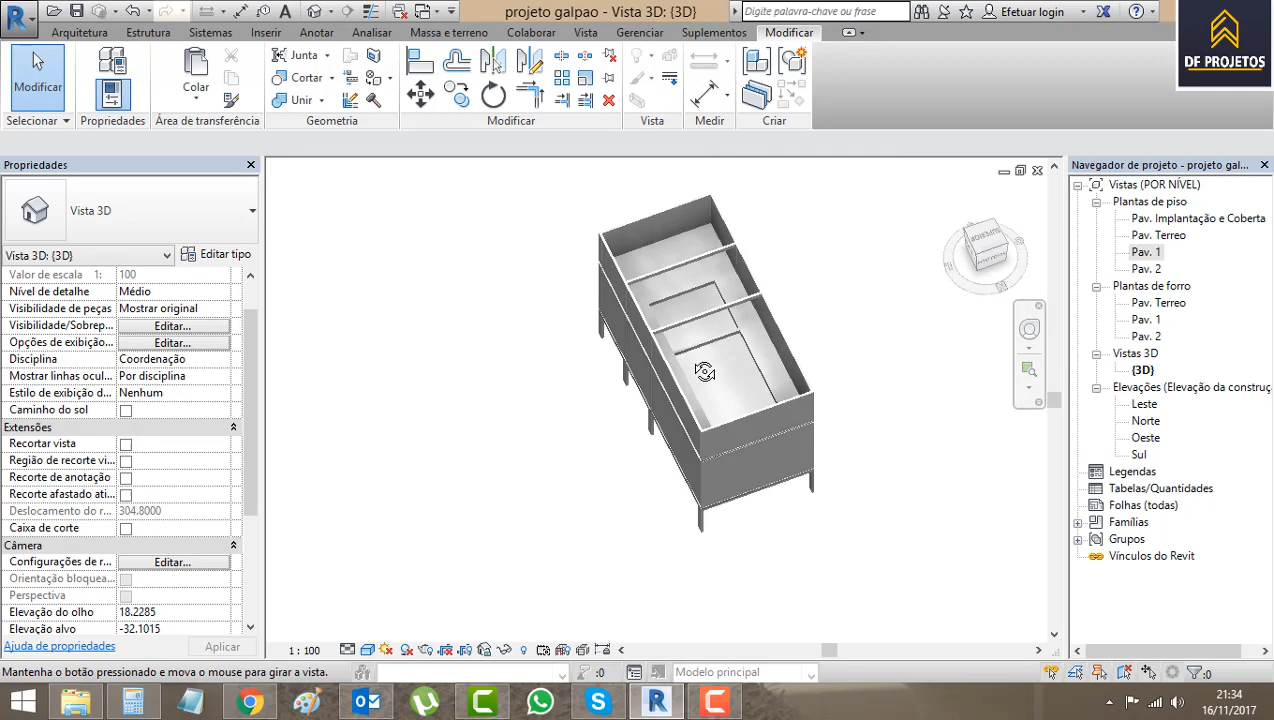 projeto galpao - Vista 3D: {3D}
Digite palavra-chave ou frase
Efetuar login
DF PROJETOS
Arquitetura
Estrutura
Sistemas
Inserir
Anotar
Analisar
Massa e terreno
Colaborar
Vista
Gerenciar
Suplementos
Modificar
Modificar
Colar
Junta
Cortar
Unir
Selecionar
Propriedades
Área de transferência
Geometria
Modificar
Vista
Medir
Criar
Propriedades
Vista 3D
Vista 3D: {3D}
Editar tipo
Valor de escala 1: 100
Nível de detalhe Médio
Visibilidade de peças Mostrar original
Visibilidade/Sobrep... Editar...
Opções de exibição... Editar...
Disciplina Coordenação
Mostrar linhas ocul... Por disciplina
Estilo de exibição d... Nenhum
Caminho do sol
Extensões
Recortar vista
Região de recorte vi...
Recorte de anotação
Recorte afastado ati...
Deslocamento do r... 304.8000
Caixa de corte
Câmera
Configurações de r... Editar...
Orientação bloquea...
Perspectiva
Elevação do olho 18.2285
Elevação alvo -32.1015
Ajuda de propriedades
Aplicar
SUPERIOR
Navegador de projeto - projeto gal...
Vistas (POR NÍVEL)
Plantas de piso
Pav. Implantação e Coberta
Pav. Terreo
Pav. 1
Pav. 2
Plantas de forro
Pav. Terreo
Pav. 1
Pav. 2
Vistas 3D
{3D}
Elevações (Elevação da construç
Leste
Norte
Oeste
Sul
Legendas
Tabelas/Quantidades
Folhas (todas)
Famílias
Grupos
Vínculos do Revit
1 : 100
Mantenha o botão pressionado e mova o mouse para girar a vista.
:0
Modelo principal
:0
21:34
16/11/2017